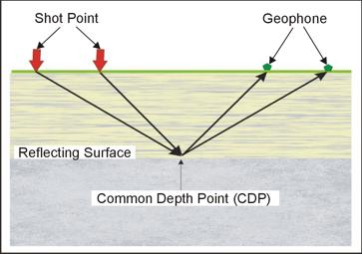 Shot Point
Geophone
Reflecting Surface
Common Depth Point (CDP)